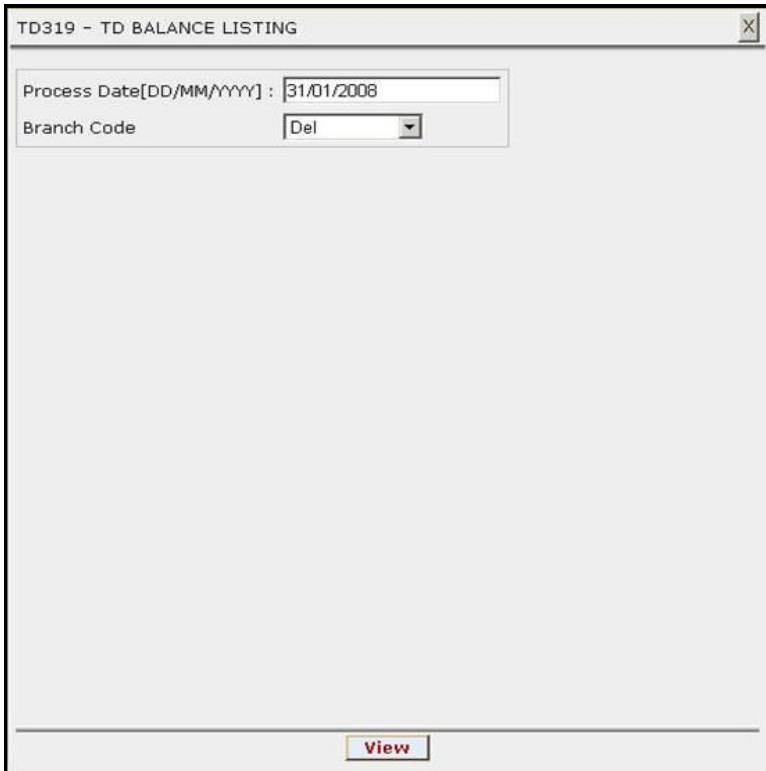 TD319 - TD BALANCE LISTING X
Process Date[DD/MM/YYYY] : 31/01/2008
Branch Code Del
View